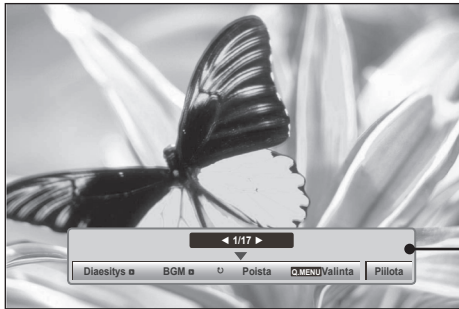 ◀ 1/17 ▶
Diaesitys BGM ↻ Poista Q.MENU Valinta Piilota